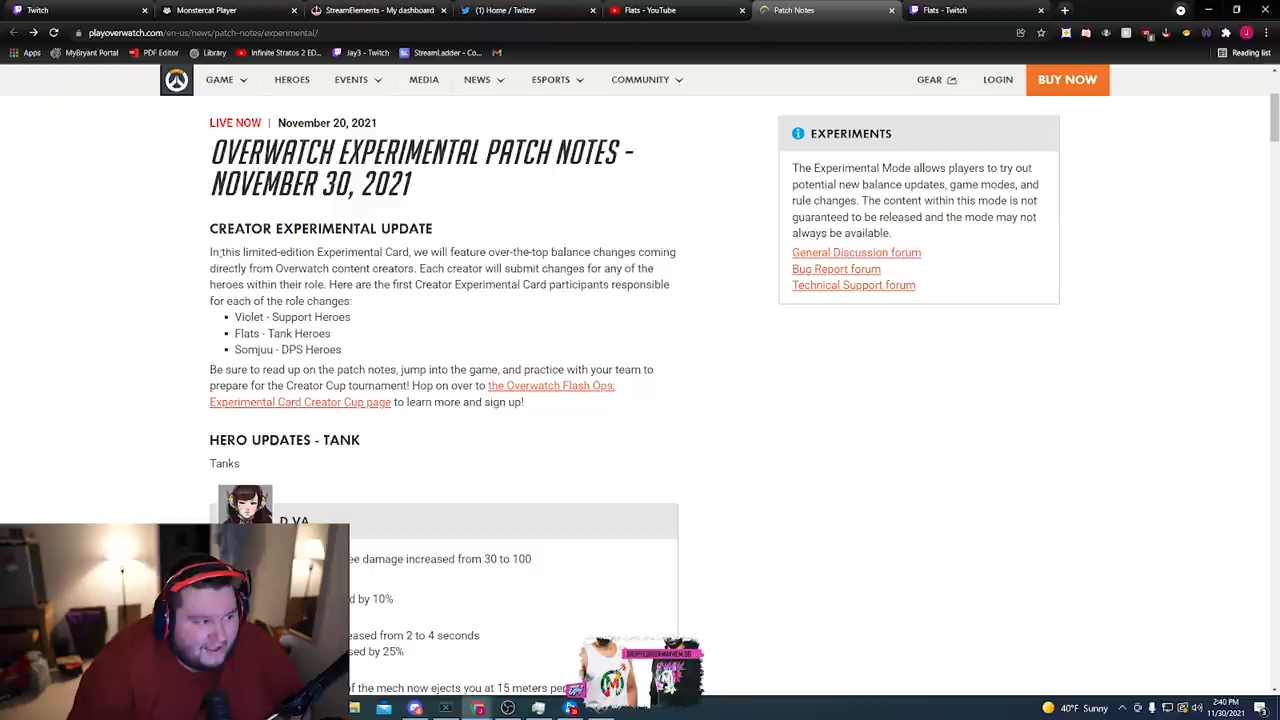 Twitch
Monstercat Player
StreamElements - My dashboard
(1) Home / Twitter
Flats - YouTube
Patch Notes
Flats - Twitch
playoverwatch.com/en-us/news/patch-notes/experimental/
Apps
MyBryant Portal
PDF Editor
Library
Infinite Stratos 2 ED...
Jay3 - Twitch
StreamLadder - Co...
Reading list
GAME
HEROES
EVENTS
MEDIA
NEWS
ESPORTS
COMMUNITY
GEAR
LOGIN
BUY NOW
LIVE NOW | November 20, 2021
OVERWATCH EXPERIMENTAL PATCH NOTES -
NOVEMBER 30, 2021
CREATOR EXPERIMENTAL UPDATE
In this limited-edition Experimental Card, we will feature over-the-top balance changes coming
directly from Overwatch content creators. Each creator will submit changes for any of the
heroes within their role. Here are the first Creator Experimental Card participants responsible
for each of the role changes:
• Violet - Support Heroes
• Flats - Tank Heroes
• Somjuu - DPS Heroes
Be sure to read up on the patch notes, jump into the game, and practice with your team to
prepare for the Creator Cup tournament! Hop on over to the Overwatch Flash Ops:
Experimental Card Creator Cup page to learn more and sign up!
HERO UPDATES - TANK
Tanks
D.VA
ee damage increased from 30 to 100
d by 10%
eased from 2 to 4 seconds
sed by 25%
of the mech now ejects you at 15 meters pe
EXPERIMENTS
The Experimental Mode allows players to try out
potential new balance updates, game modes, and
rule changes. The content within this mode is not
guaranteed to be released and the mode may not
always be available.
General Discussion forum
Bug Report forum
Technical Support forum
40°F Sunny
2:40 PM
11/30/2021